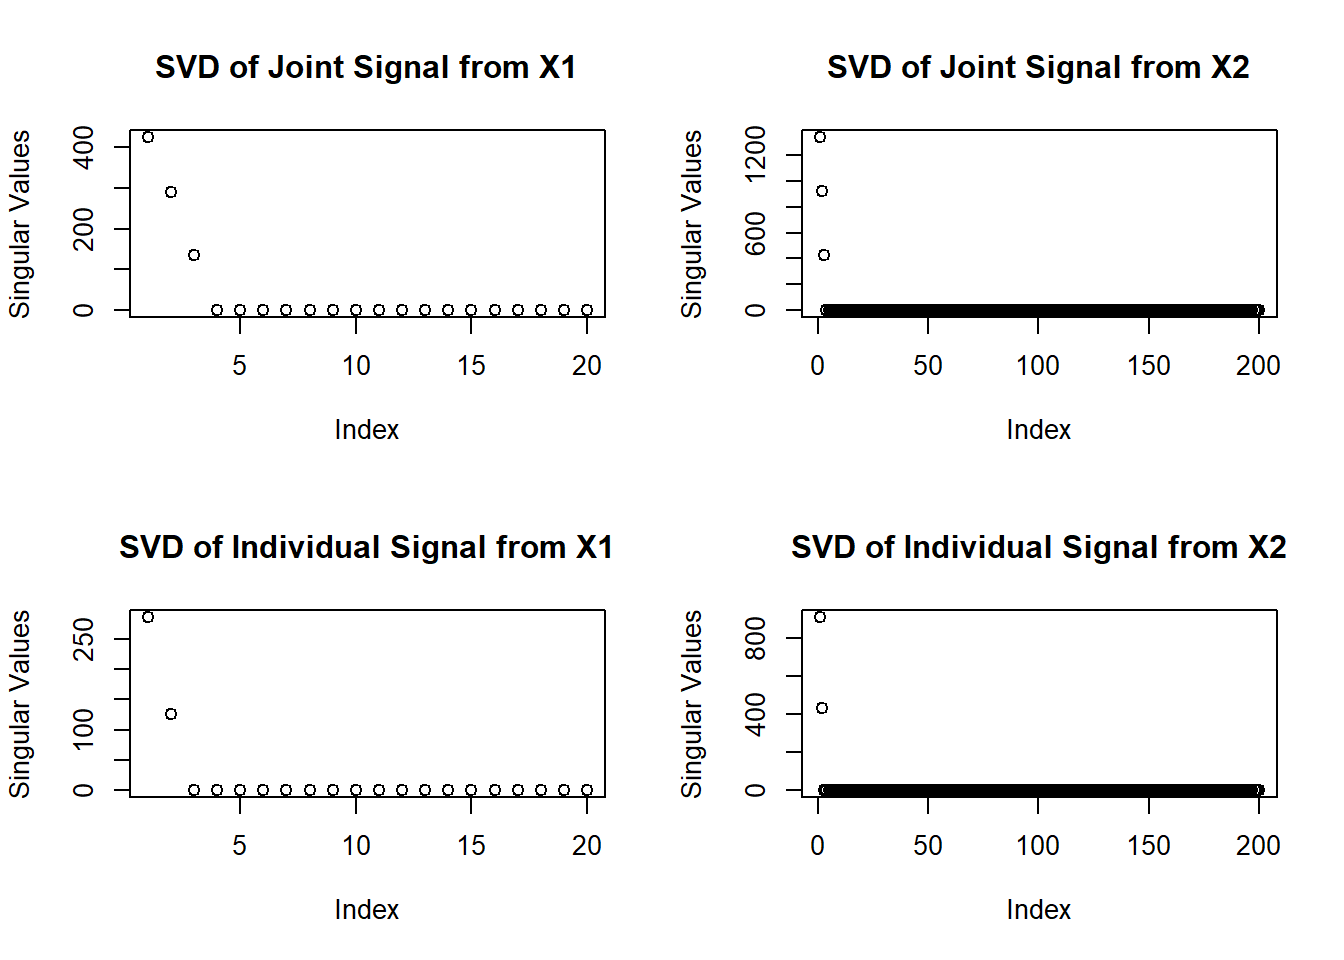 SVD of Joint Signal from X1
Singular Values
0 200 400
5 10 15 20
Index
SVD of Joint Signal from X2
Singular Values
0 600 1200
0 50 100 150 200
Index
SVD of Individual Signal from X1
Singular Values
0 100 250
5 10 15 20
Index
SVD of Individual Signal from X2
Singular Values
0 400 800
0 50 100 150 200
Index